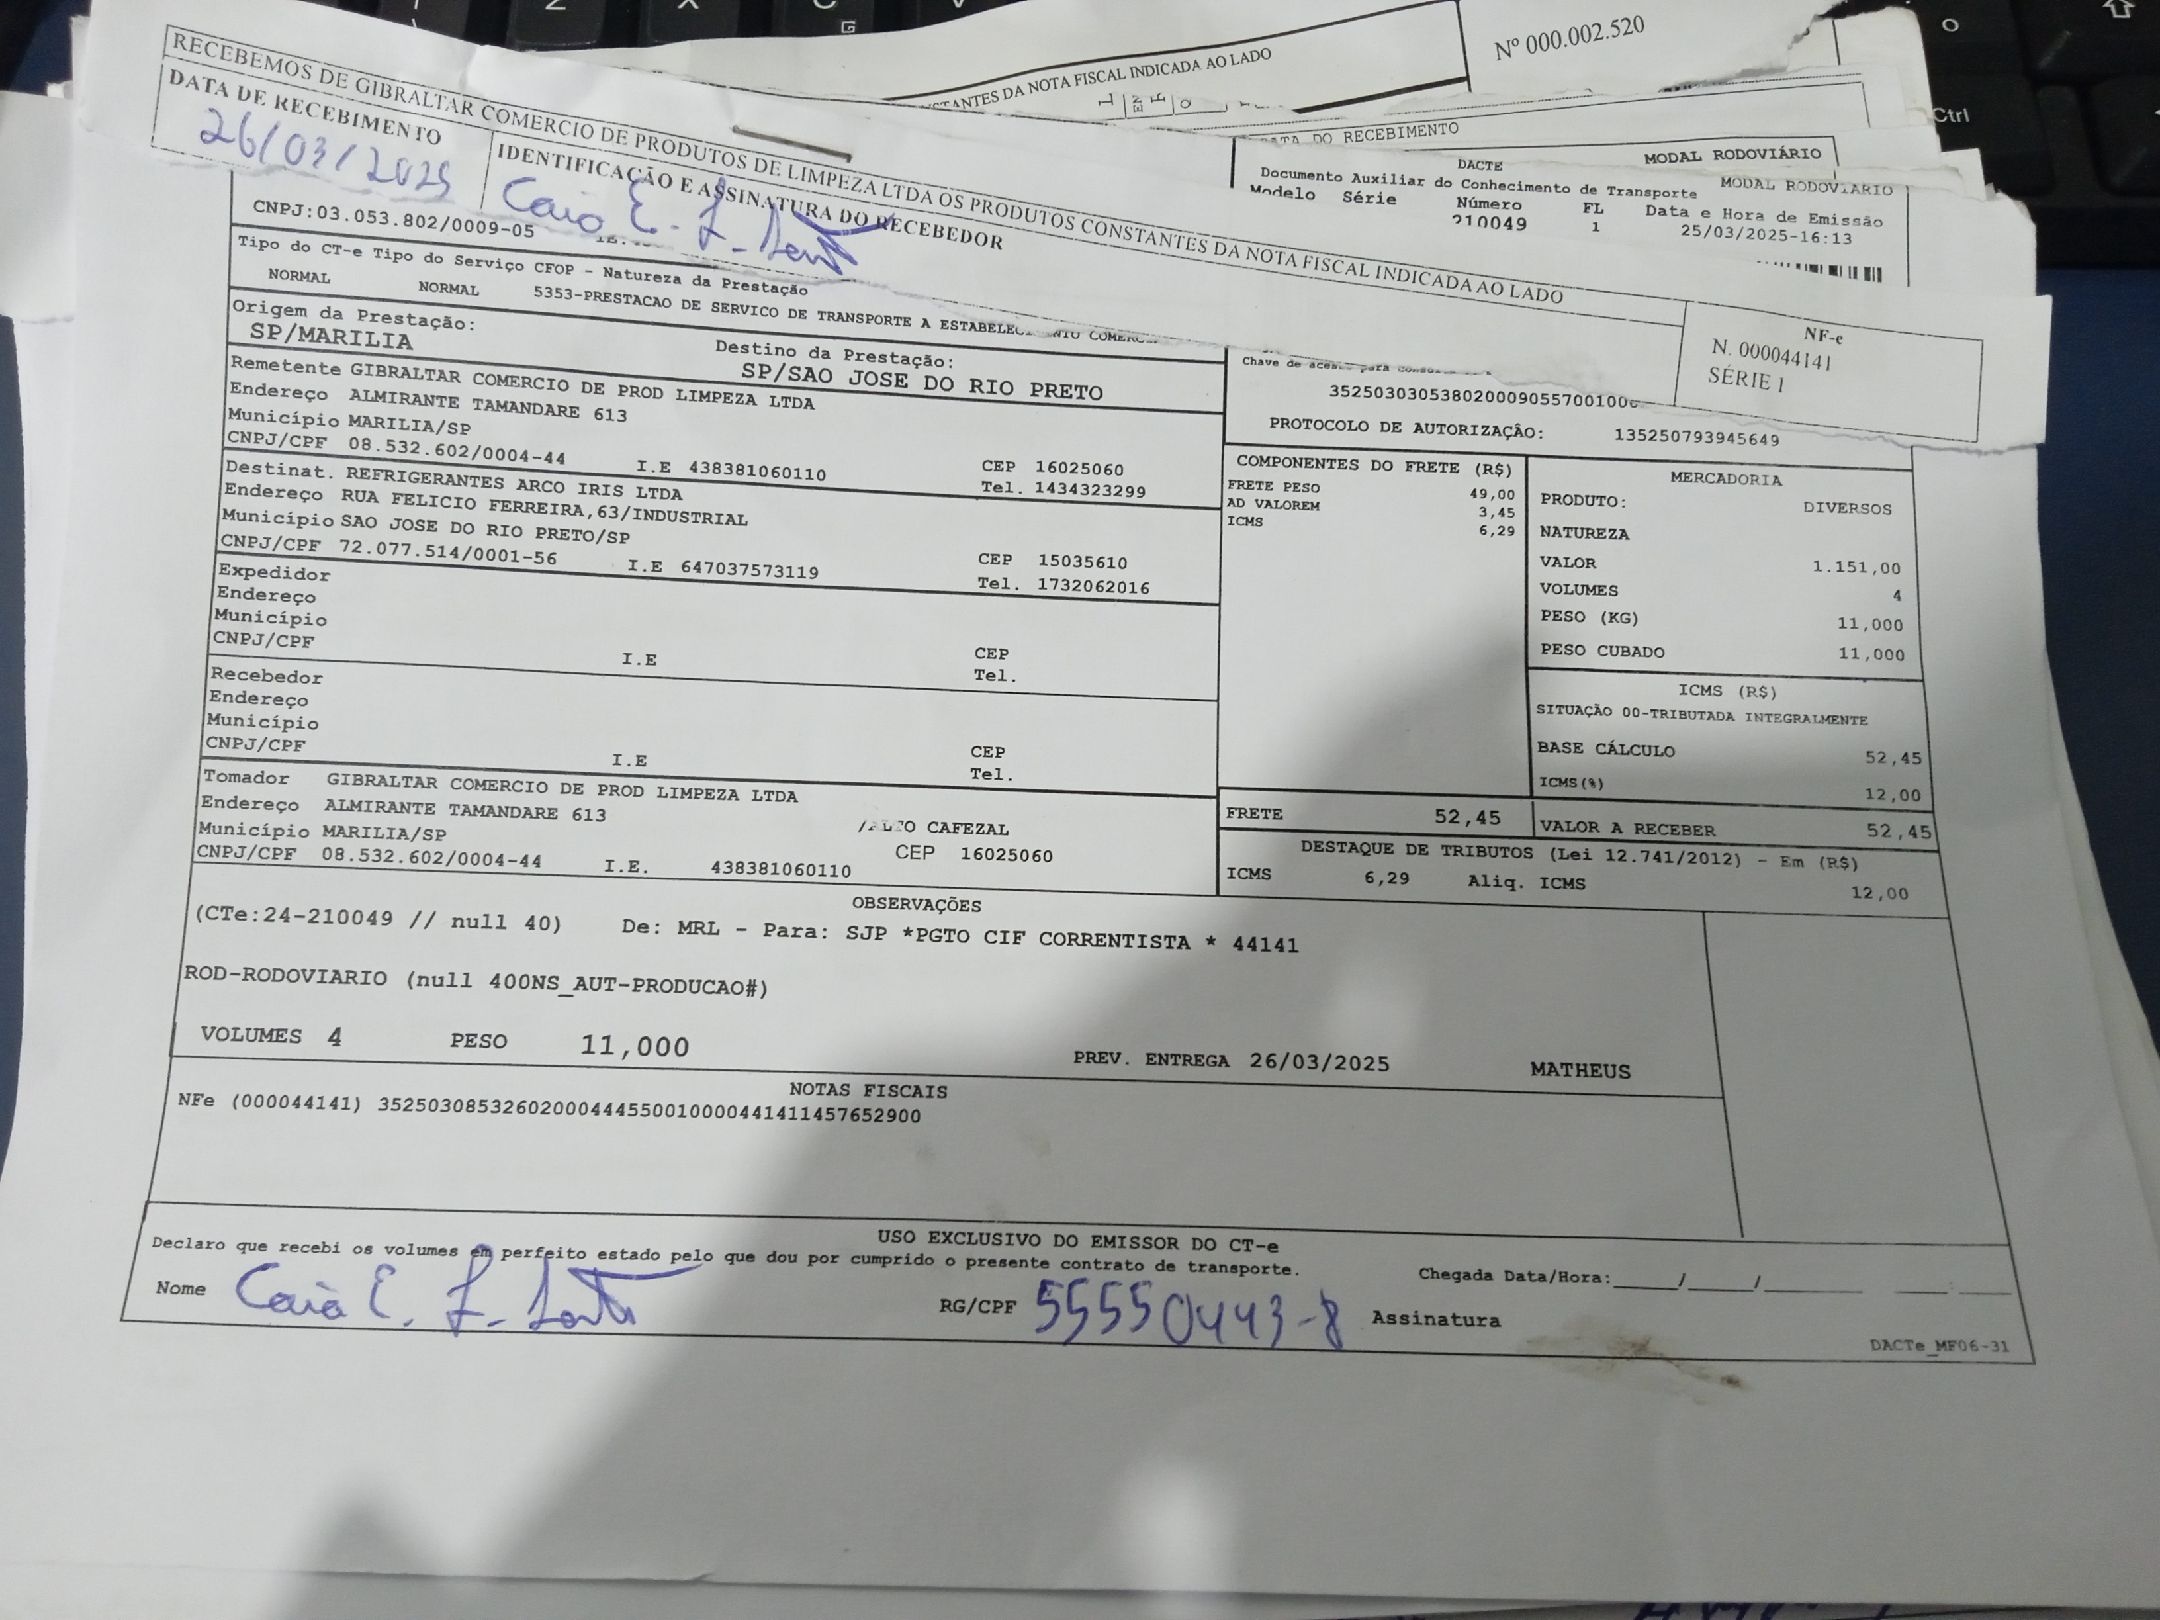 Nº 000.002.520
STANTES DA NOTA FISCAL INDICADA AO LADO
DO RECEBIMENTO
RECEBEMOS DE GIBRALTAR COMERCIO DE PRODUTOS DE LIMPEZA LTDA OS PRODUTOS CONSTANTES DA NOTA FISCAL INDICADA AO LADO
DATA DE RECEBIMENTO
26/03/2025
IDENTIFICAÇÃO E ASSINATURA DO RECEBEDOR
Caio E.
NF-e
N. 000044141
SÉRIE 1
MODAL RODOVIÁRIO
DACTE
Documento Auxiliar do Conhecimento de Transporte MODAL RODOVIARIO
Modelo Série Número FL Data e Hora de Emissão
210049 1 25/03/2025-16:13
CNPJ:03.053.802/0009-05
Tipo do CT-e Tipo do Serviço CFOP - Natureza da Prestação
NORMAL NORMAL 5353-PRESTACAO DE SERVICO DE TRANSPORTE A
Origem da Prestação: Destino da Prestação:
SP/MARILIA SP/SAO JOSE DO RIO PRETO
Chave de
PROTOCOLO DE AUTORIZAÇÃO: 135250793945649
Remetente GIBRALTAR COMERCIO DE PROD LIMPEZA LTDA
Endereço ALMIRANTE TAMANDARE 613
Município MARILIA/SP CEP 16025060
CNPJ/CPF 08.532.602/0004-44 I.E 438381060110 Tel. 1434323299
Destinat. REFRIGERANTES ARCO IRIS LTDA
Endereço RUA FELICIO FERREIRA,63/INDUSTRIAL
Município SAO JOSE DO RIO PRETO/SP CEP 15035610
CNPJ/CPF 72.077.514/0001-56 I.E 647037573119 Tel. 1732062016
Expedidor
Endereço
Município CEP
CNPJ/CPF I.E Tel.
Recebedor
Endereço
Município CEP
CNPJ/CPF I.E Tel.
Tomador GIBRALTAR COMERCIO DE PROD LIMPEZA LTDA
Endereço ALMIRANTE TAMANDARE 613 CAFEZAL
Município MARILIA/SP CEP 16025060
CNPJ/CPF 08.532.602/0004-44 I.E. 438381060110
COMPONENTES DO FRETE (R$)
FRETE PESO 49,00
AD VALOREM 3,45
ICMS 6,29
MERCADORIA
PRODUTO: DIVERSOS
NATUREZA
VALOR 1.151,00
VOLUMES 4
PESO (KG) 11,000
PESO CUBADO 11,000
ICMS (R$)
SITUAÇÃO 00-TRIBUTADA INTEGRALMENTE
BASE CÁLCULO 52,45
ICMS(%) 12,00
FRETE 52,45 VALOR A RECEBER 52,45
DESTAQUE DE TRIBUTOS (Lei 12.741/2012) - Em (R$)
ICMS 6,29 Aliq. ICMS 12,00
OBSERVAÇÕES
(CTe:24-210049 // null 40) De: MRL - Para: SJP *PGTO CIF CORRENTISTA * 44141
ROD-RODOVIARIO (null 400NS_AUT-PRODUCAO#)
VOLUMES 4 PESO 11,000 PREV. ENTREGA 26/03/2025 MATHEUS
NOTAS FISCAIS
NFe (000044141) 35250308532602000444550010000441411457652900
USO EXCLUSIVO DO EMISSOR DO CT-e
Declaro que recebi os volumes em perfeito estado pelo que dou por cumprido o presente contrato de transporte. Chegada Data/Hora:_____/_____/_________
Nome Caio E. RG/CPF 55550443-8 Assinatura
DACTe_MF06-31
Ctrl